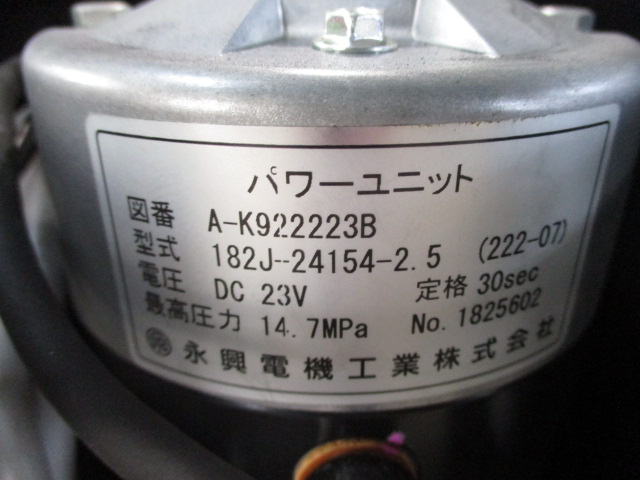 パワーユニット
図番 A-K922223B
型式 182J-24154-2.5 (222-07)
電圧 DC 23V 定格 30sec
最高圧力 14.7MPa No. 1825602
永興電機工業株式会社